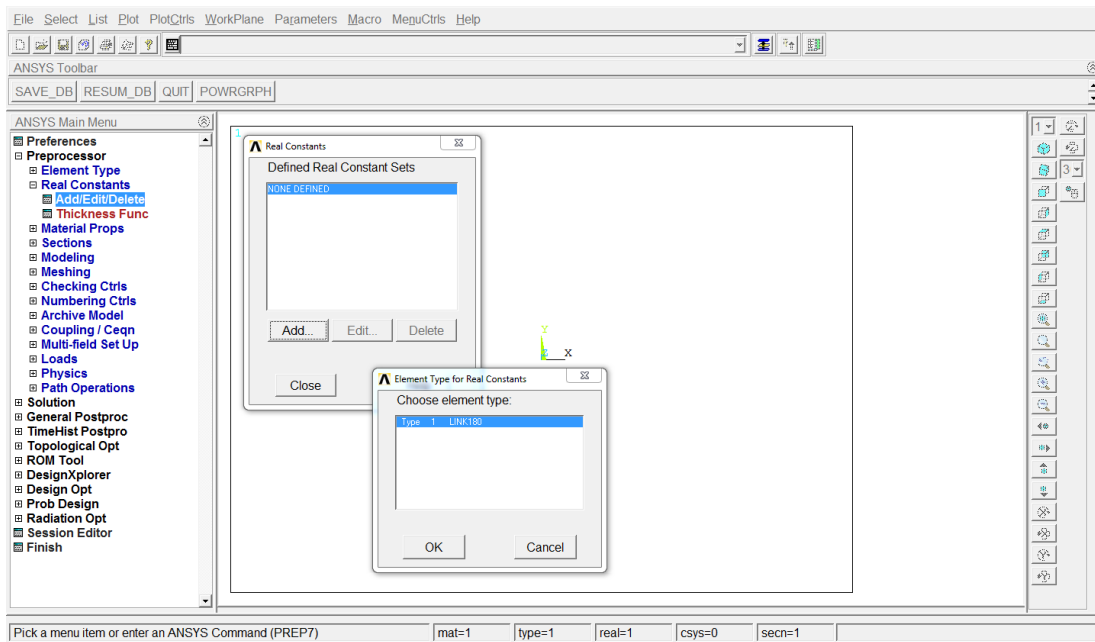 File Select List Plot PlotCtrls WorkPlane Parameters Macro MenuCtrls Help
ANSYS Toolbar
SAVE_DB RESUM_DB QUIT POWRGRPH
ANSYS Main Menu
Preferences
Preprocessor
Element Type
Real Constants
Add/Edit/Delete
Thickness Func
Material Props
Sections
Modeling
Meshing
Checking Ctrls
Numbering Ctrls
Archive Model
Coupling / Ceqn
Multi-field Set Up
Loads
Physics
Path Operations
Solution
General Postproc
TimeHist Postpro
Topological Opt
ROM Tool
DesignXplorer
Design Opt
Prob Design
Radiation Opt
Session Editor
Finish
1
Real Constants
Defined Real Constant Sets
NONE DEFINED
Add... Edit... Delete
Close
Y
Z X
Element Type for Real Constants
Choose element type:
Type 1 LINK180
OK Cancel
1
3
Pick a menu item or enter an ANSYS Command (PREP7) mat=1 type=1 real=1 csys=0 secn=1